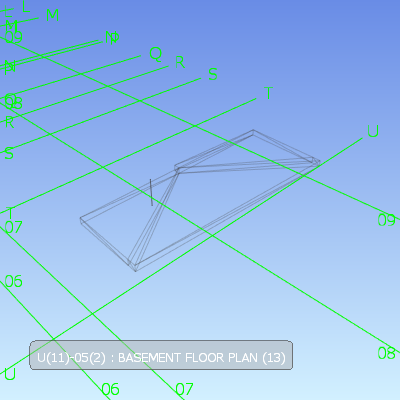 Y
N
Q
R
S
T
U
R
S
T
07
06
U
09
08
U(11)-05(2) : BASEMENT FLOOR PLAN (13)
06
07